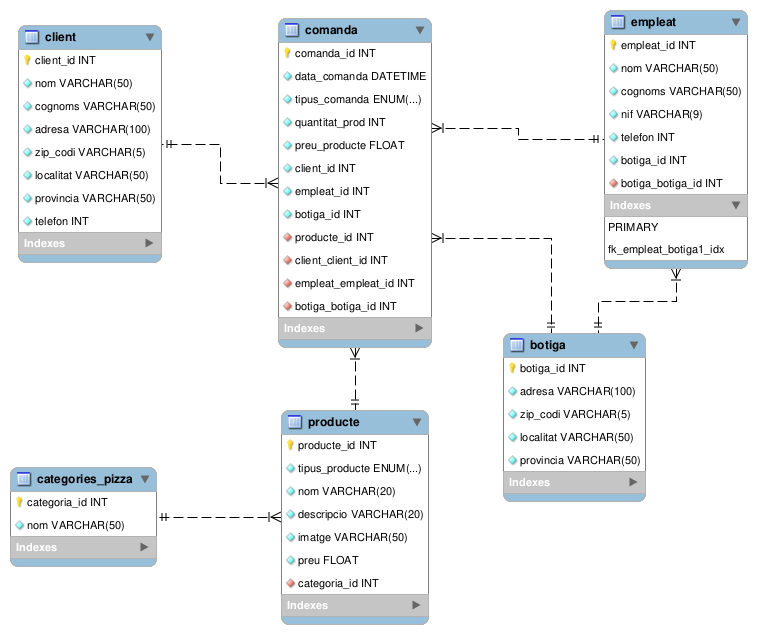 client
client_id INT
nom VARCHAR(50)
cognoms VARCHAR(50)
adresa VARCHAR(100)
zip_codi VARCHAR(5)
localitat VARCHAR(50)
provincia VARCHAR(50)
telefon INT
Indexes
comanda
comanda_id INT
data_comanda DATETIME
tipus_comanda ENUM(...)
quantitat_prod INT
preu_producte FLOAT
client_id INT
empleat_id INT
botiga_id INT
producte_id INT
client_client_id INT
empleat_empleat_id INT
botiga_botiga_id INT
Indexes
empleat
empleat_id INT
nom VARCHAR(50)
cognoms VARCHAR(50)
nif VARCHAR(9)
telefon INT
botiga_id INT
botiga_botiga_id INT
Indexes
PRIMARY
fk_empleat_botiga1_idx
botiga
botiga_id INT
adresa VARCHAR(100)
zip_codi VARCHAR(5)
localitat VARCHAR(50)
provincia VARCHAR(50)
Indexes
categories_pizza
categoria_id INT
nom VARCHAR(50)
Indexes
producte
producte_id INT
tipus_producte ENUM(...)
nom VARCHAR(20)
descripcio VARCHAR(20)
imatge VARCHAR(50)
preu FLOAT
categoria_id INT
Indexes